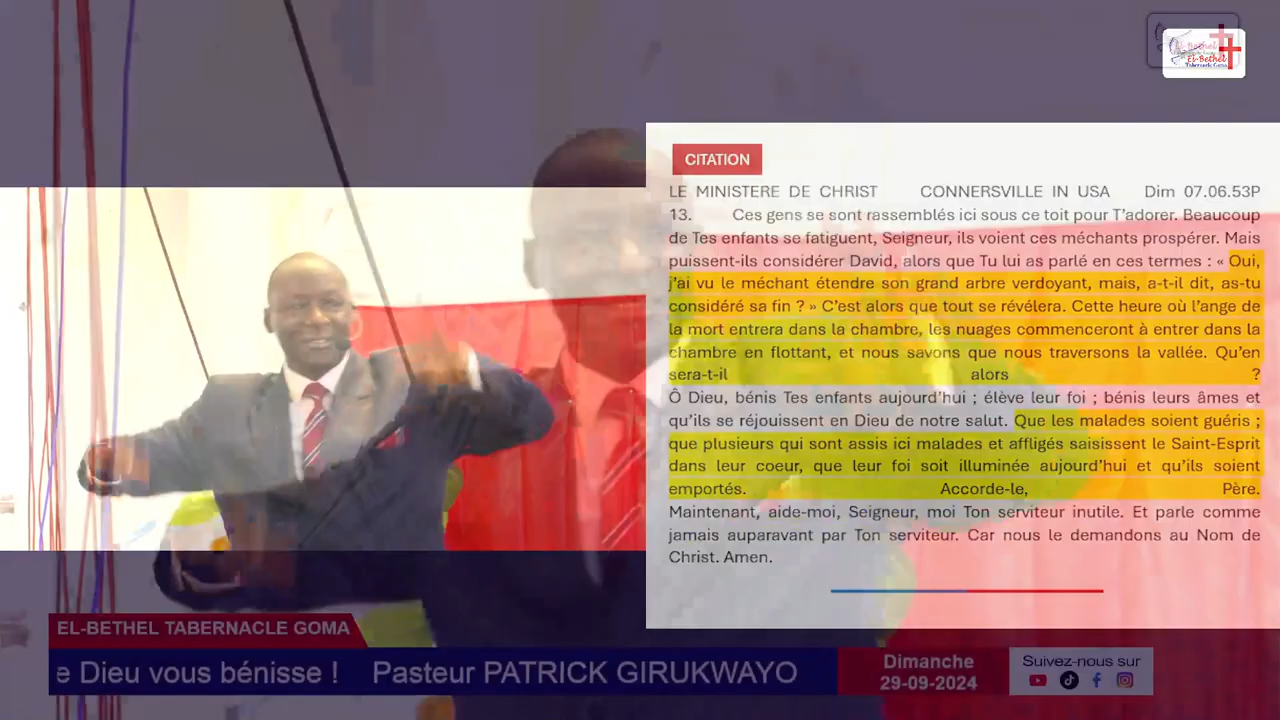 El-Bethel
Tabernacle Goma
CITATION
LE MINISTERE DE CHRIST CONNERSVILLE IN USA Dim 07.06.53P
13. Ces gens se sont rassemblés ici sous ce toit pour T’adorer. Beaucoup
de Tes enfants se fatiguent, Seigneur, ils voient ces méchants prospérer. Mais
puissent-ils considérer David, alors que Tu lui as parlé en ces termes : « Oui,
j’ai vu le méchant étendre son grand arbre verdoyant, mais, a-t-il dit, as-tu
considéré sa fin ? » C’est alors que tout se révélera. Cette heure où l’ange de
la mort entrera dans la chambre, les nuages commenceront à entrer dans la
chambre en flottant, et nous savons que nous traversons la vallée. Qu’en
sera-t-il alors ?
Ô Dieu, bénis Tes enfants aujourd’hui ; élève leur foi ; bénis leurs âmes et
qu’ils se réjouissent en Dieu de notre salut. Que les malades soient guéris ;
que plusieurs qui sont assis ici malades et affligés saisissent le Saint-Esprit
dans leur coeur, que leur foi soit illuminée aujourd’hui et qu’ils soient
emportés. Accorde-le, Père.
Maintenant, aide-moi, Seigneur, moi Ton serviteur inutile. Et parle comme
jamais auparavant par Ton serviteur. Car nous le demandons au Nom de
Christ. Amen.
EL-BETHEL TABERNACLE GOMA
e Dieu vous bénisse ! Pasteur PATRICK GIRUKWAYO
Dimanche
29-09-2024
Suivez-nous sur